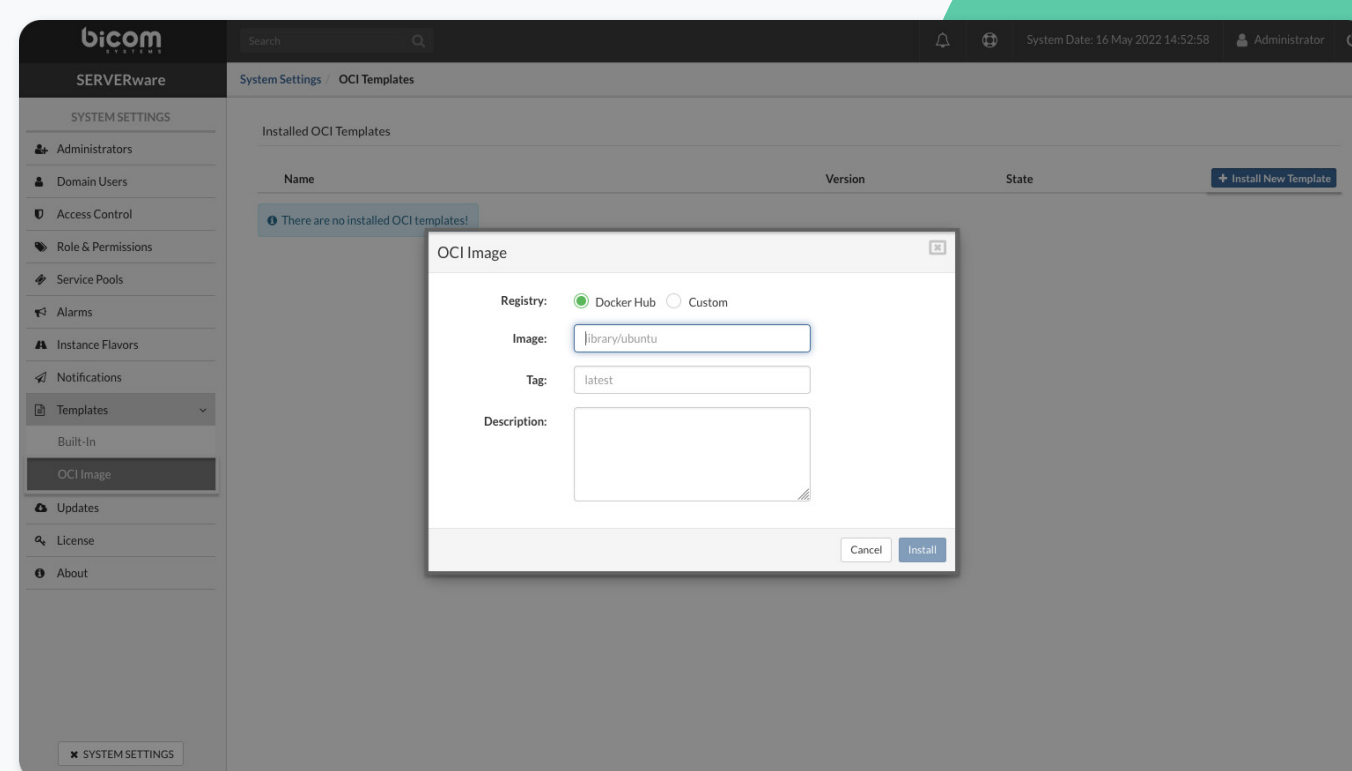 bicom
SYSTEMS
Search
System Date: 16 May 2022 14:52:58
Administrator
SERVERware
System Settings / OCI Templates
SYSTEM SETTINGS
Administrators
Domain Users
Access Control
Role & Permissions
Service Pools
Alarms
Instance Flavors
Notifications
Templates
Built-In
OCI Image
Updates
License
About
SYSTEM SETTINGS
Installed OCI Templates
Name Version State + Install New Template
There are no installed OCI templates!
OCI Image
Registry: Docker Hub Custom
Image: library/ubuntu
Tag: latest
Description:
Cancel Install